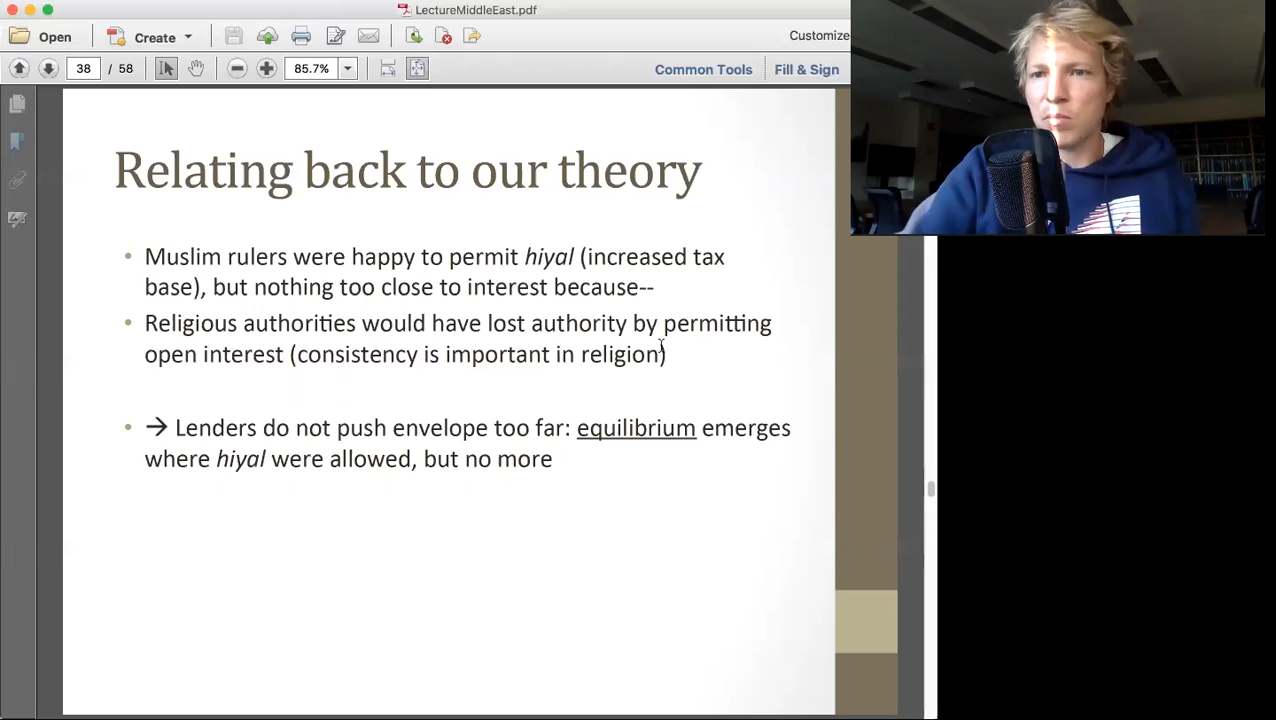 LectureMiddleEast.pdf
Open Create Customize
38 / 58 85.7% Common Tools Fill & Sign
Relating back to our theory
• Muslim rulers were happy to permit hiyal (increased tax
base), but nothing too close to interest because--
• Religious authorities would have lost authority by permitting
open interest (consistency is important in religion)
• → Lenders do not push envelope too far: equilibrium emerges
where hiyal were allowed, but no more